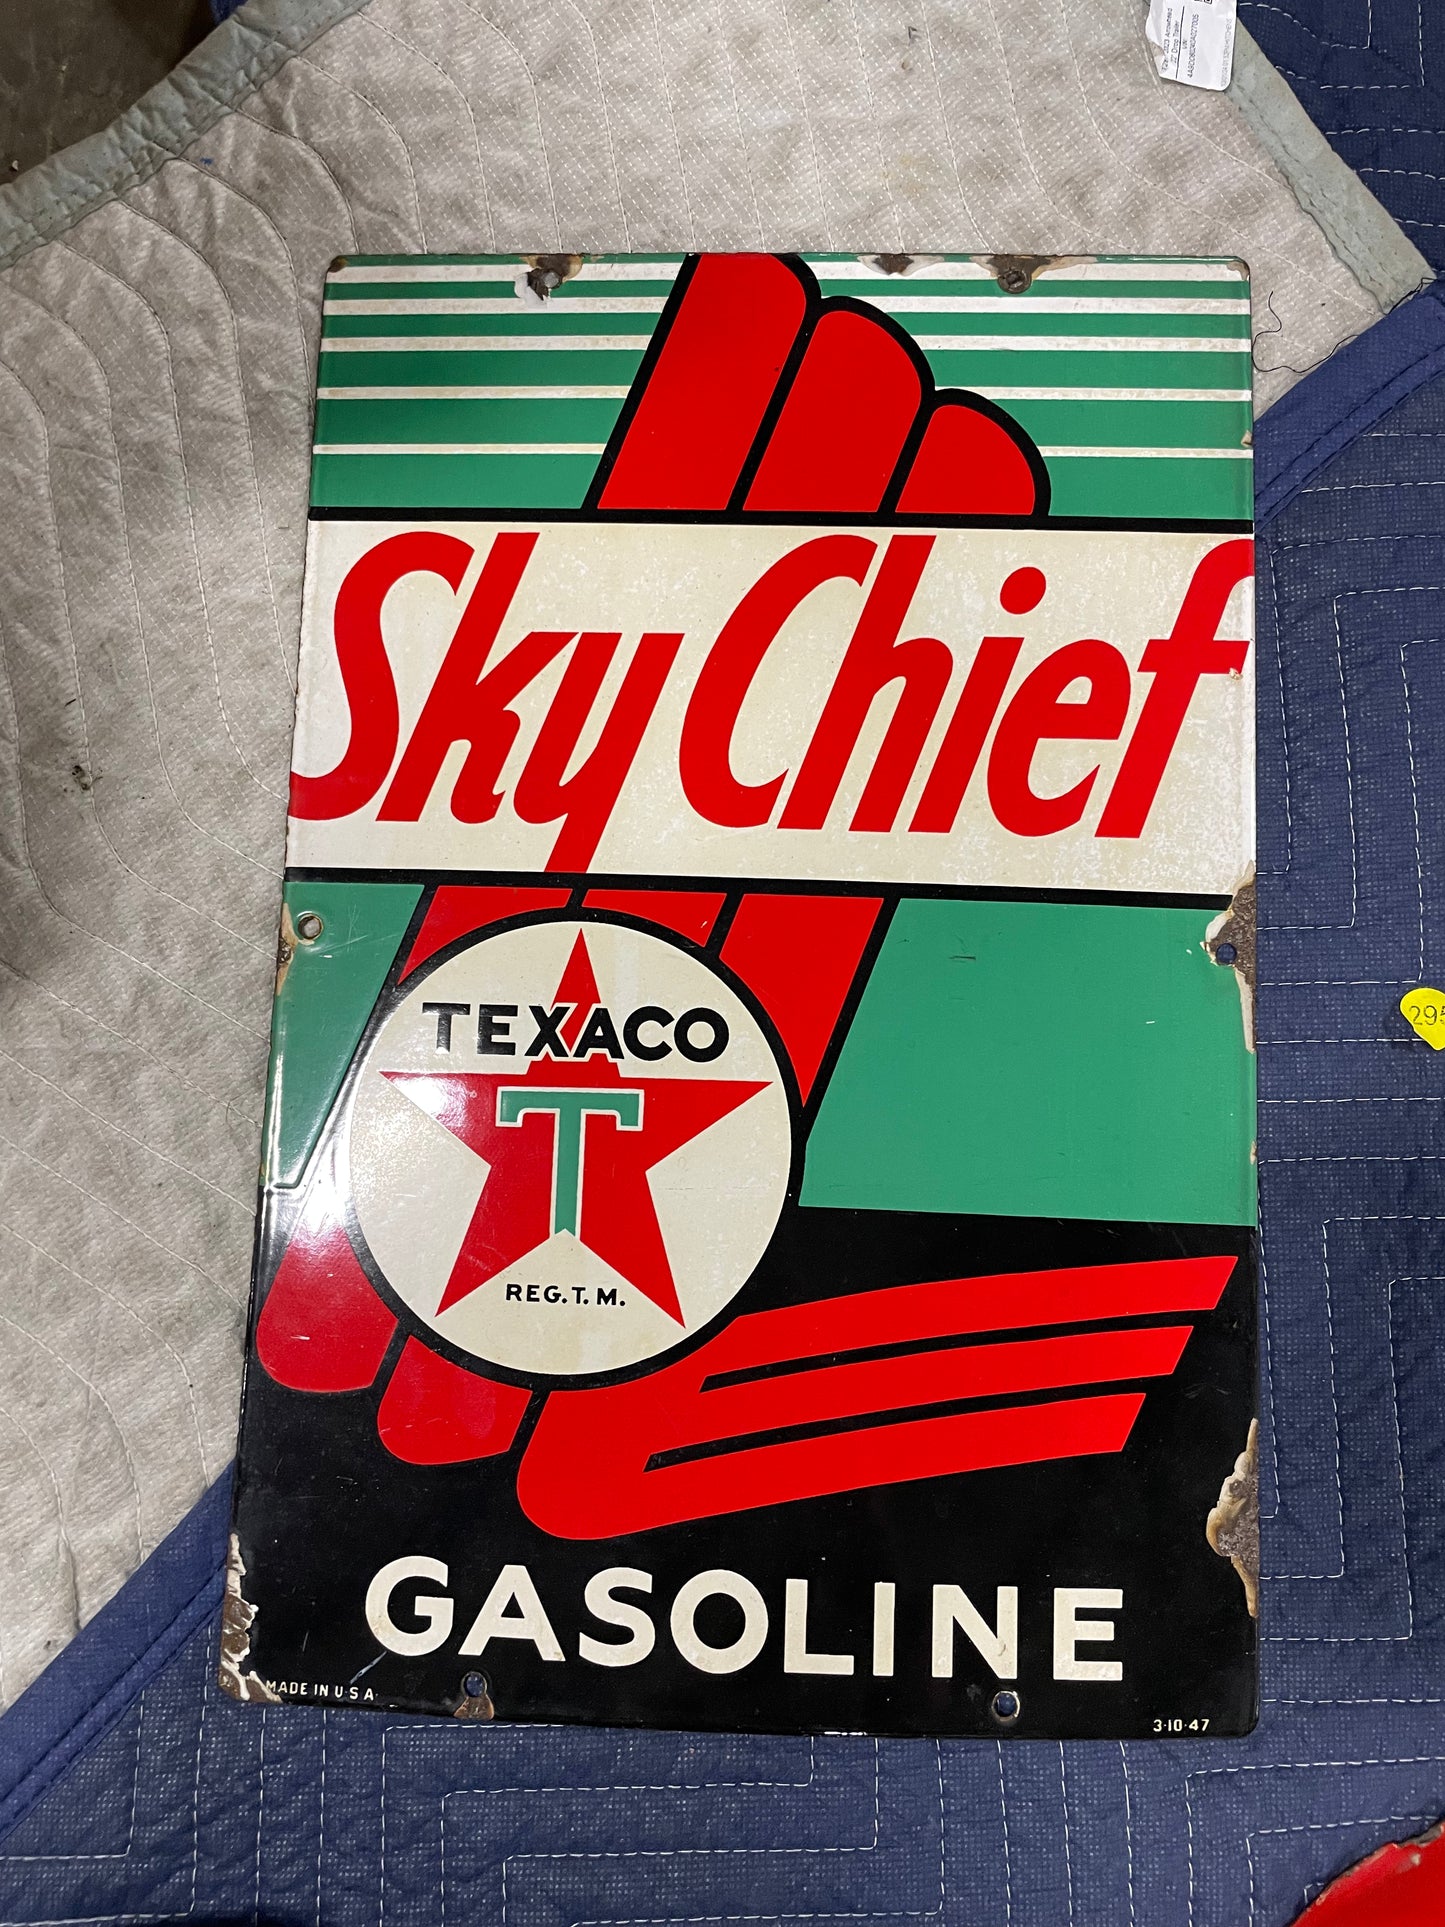 Sky Chief
TEXACO
T
REG. T. M.
GASOLINE
MADE IN U·S·A·
3·10·47